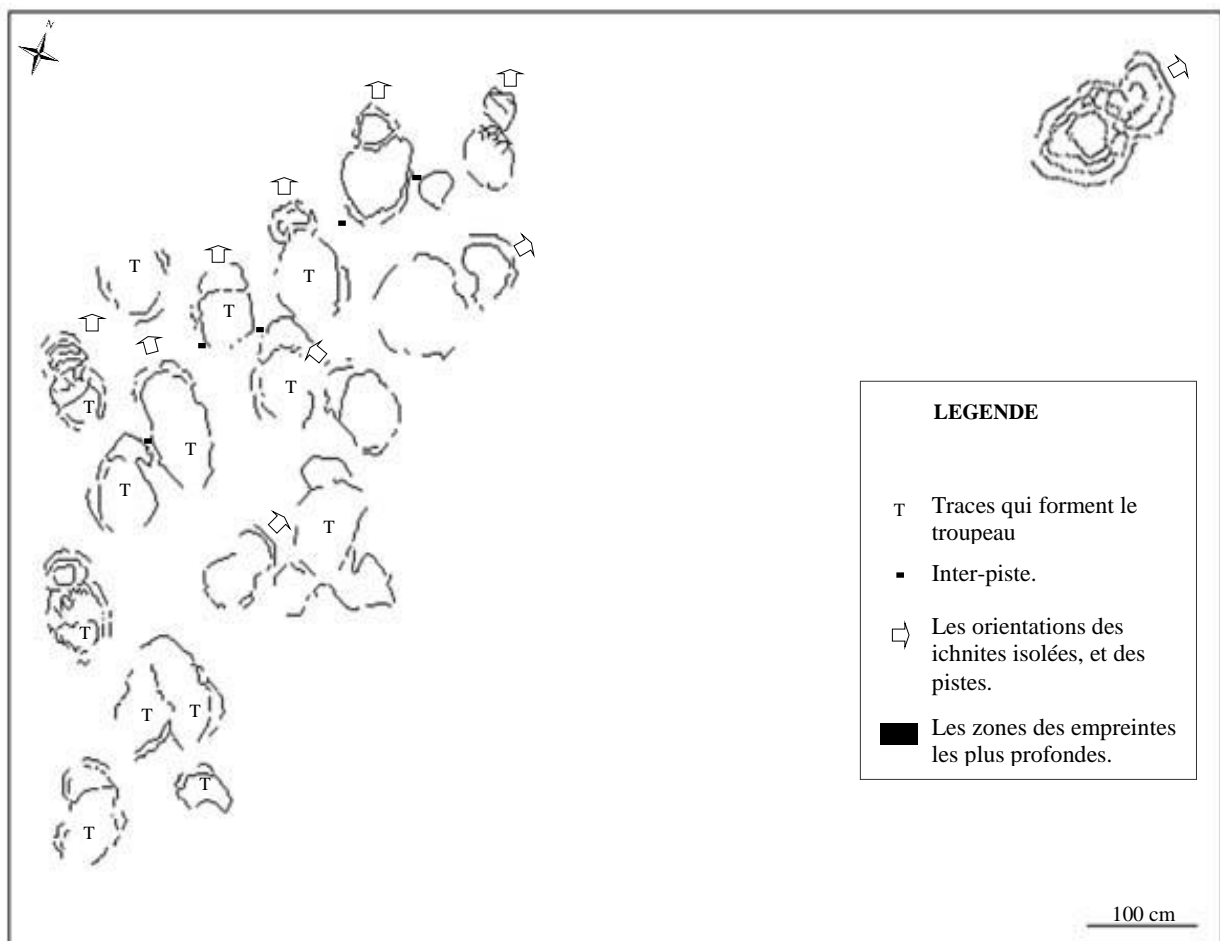 N
T
T
T
T
T
T
T
T
T
T T
T
T
LEGENDE
T Traces qui forment le
troupeau
Inter-piste.
Les orientations des
ichnites isolées, et des
pistes.
Les zones des empreintes
les plus profondes.
100 cm